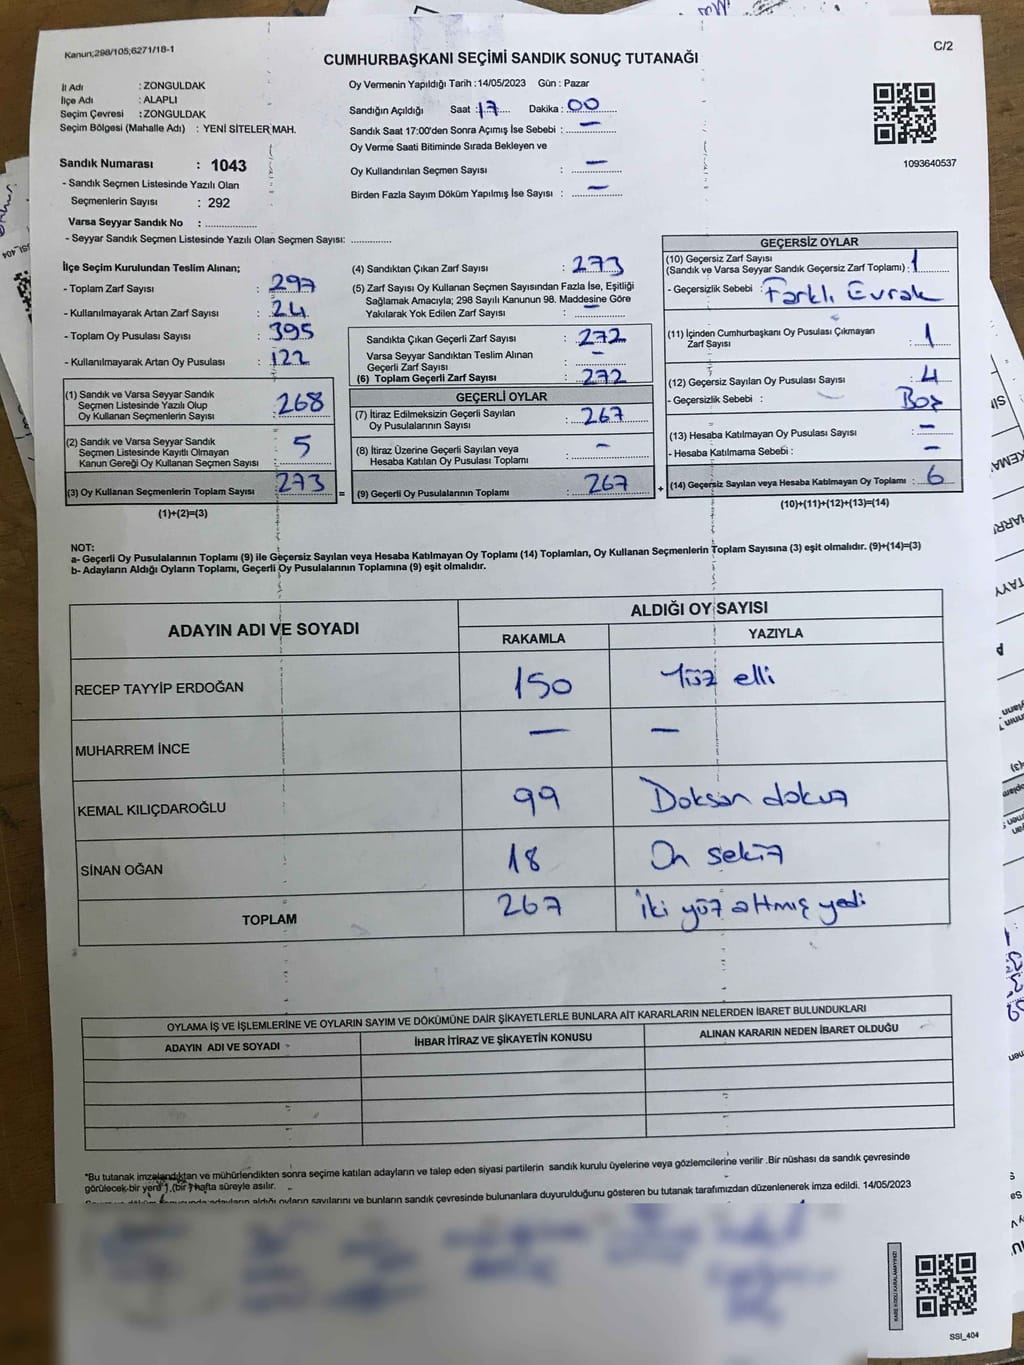 Kanun;298/105;6271/18-1
C/2
CUMHURBAŞKANI SEÇİMİ SANDIK SONUÇ TUTANAĞI
İl Adı : ZONGULDAK
İlçe Adı : ALAPLI
Seçim Çevresi : ZONGULDAK
Seçim Bölgesi (Mahalle Adı) : YENİ SİTELER MAH.
Sandık Numarası : 1043
- Sandık Seçmen Listesinde Yazılı Olan
Seçmenlerin Sayısı : 292
Varsa Seyyar Sandık No : ..............
- Seyyar Sandık Seçmen Listesinde Yazılı Olan Seçmen Sayısı: ............
Oy Vermenin Yapıldığı Tarih :14/05/2023 Gün : Pazar
Sandığın Açıldığı Saat : 17 Dakika : 00
Sandık Saat 17:00'den Sonra Açımış İse Sebebi : —
Oy Verme Saati Bitiminde Sırada Bekleyen ve
Oy Kullandırılan Seçmen Sayısı : —
Birden Fazla Sayım Döküm Yapılmış İse Sayısı : —
1093640537
İlçe Seçim Kurulundan Teslim Alınan;
- Toplam Zarf Sayısı : 297
- Kullanılmayarak Artan Zarf Sayısı : 24
- Toplam Oy Pusulası Sayısı : 395
- Kullanılmayarak Artan Oy Pusulası : 122
(1) Sandık ve Varsa Seyyar Sandık
Seçmen Listesinde Yazılı Olup
Oy Kullanan Seçmenlerin Sayısı : 268
(2) Sandık ve Varsa Seyyar Sandık
Seçmen Listesinde Kayıtlı Olmayan
Kanun Gereği Oy Kullanan Seçmen Sayısı : 5
(3) Oy Kullanan Seçmenlerin Toplam Sayısı : 273
(1)+(2)=(3)
=
(4) Sandıktan Çıkan Zarf Sayısı : 273
(5) Zarf Sayısı Oy Kullanan Seçmen Sayısından Fazla İse, Eşitliği
Sağlamak Amacıyla; 298 Sayılı Kanunun 98. Maddesine Göre
Yakılarak Yok Edilen Zarf Sayısı : —
Sandıkta Çıkan Geçerli Zarf Sayısı : 272
Varsa Seyyar Sandıktan Teslim Alınan
Geçerli Zarf Sayısı : —
(6) Toplam Geçerli Zarf Sayısı : 272
GEÇERLİ OYLAR
(7) İtiraz Edilmeksizin Geçerli Sayılan
Oy Pusulalarının Sayısı : 267
(8) İtiraz Üzerine Geçerli Sayılan veya
Hesaba Katılan Oy Pusulası Toplamı : —
(9) Geçerli Oy Pusulalarının Toplamı : 267
+
GEÇERSİZ OYLAR
(10) Geçersiz Zarf Sayısı
(Sandık ve Varsa Seyyar Sandık Geçersiz Zarf Toplamı) : 1
- Geçersizlik Sebebi : Farklı Evrak
(11) İçinden Cumhurbaşkanı Oy Pusulası Çıkmayan
Zarf Sayısı : 1
(12) Geçersiz Sayılan Oy Pusulası Sayısı : 4
- Geçersizlik Sebebi : Boş
(13) Hesaba Katılmayan Oy Pusulası Sayısı : —
- Hesaba Katılmama Sebebi : —
(14) Geçersiz Sayılan veya Hesaba Katılmayan Oy Toplamı : 6
(10)+(11)+(12)+(13)=(14)
NOT:
a- Geçerli Oy Pusulalarının Toplamı (9) ile Geçersiz Sayılan veya Hesaba Katılmayan Oy Toplamı (14) Toplamları, Oy Kullanan Seçmenlerin Toplam Sayısına (3) eşit olmalıdır. (9)+(14)=(3)
b- Adayların Aldığı Oyların Toplamı, Geçerli Oy Pusulalarının Toplamına (9) eşit olmalıdır.
ADAYIN ADI VE SOYADI ALDIĞI OY SAYISI
RAKAMLA YAZIYLA
RECEP TAYYİP ERDOĞAN 150 Yüz elli
MUHARREM İNCE — —
KEMAL KILIÇDAROĞLU 99 Doksan dokuz
SİNAN OĞAN 18 On sekiz
TOPLAM 267 İki yüz altmış yedi
OYLAMA İŞ VE İŞLEMLERİNE VE OYLARIN SAYIM VE DÖKÜMÜNE DAİR ŞİKAYETLERLE BUNLARA AİT KARARLARIN NELERDEN İBARET BULUNDUKLARI
ADAYIN ADI VE SOYADI İHBAR İTİRAZ VE ŞİKAYETİN KONUSU ALINAN KARARIN NEDEN İBARET OLDUĞU
*Bu tutanak imzalandıktan ve mühürlendikten sonra seçime katılan adayların ve talep eden siyasi partilerin sandık kurulu üyelerine veya gözlemcilerine verilir .Bir nüshası da sandık çevresinde
görülecek bir yere 1 (bir ) hafta süreyle asılır.
adayların aldığı oyların sayılarını ve bunların sandık çevresinde bulunanlara duyurulduğunu gösteren bu tutanak tarafımızdan düzenlenerek imza edildi. 14/05/2023
SSI_404